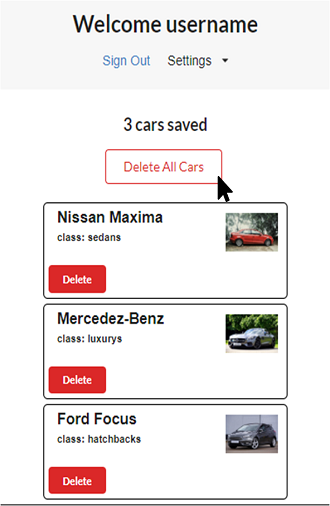 Welcome username
Sign Out Settings
3 cars saved
Delete All Cars
Nissan Maxima
class: sedans
Delete
Mercedez-Benz
class: luxurys
Delete
Ford Focus
class: hatchbacks
Delete